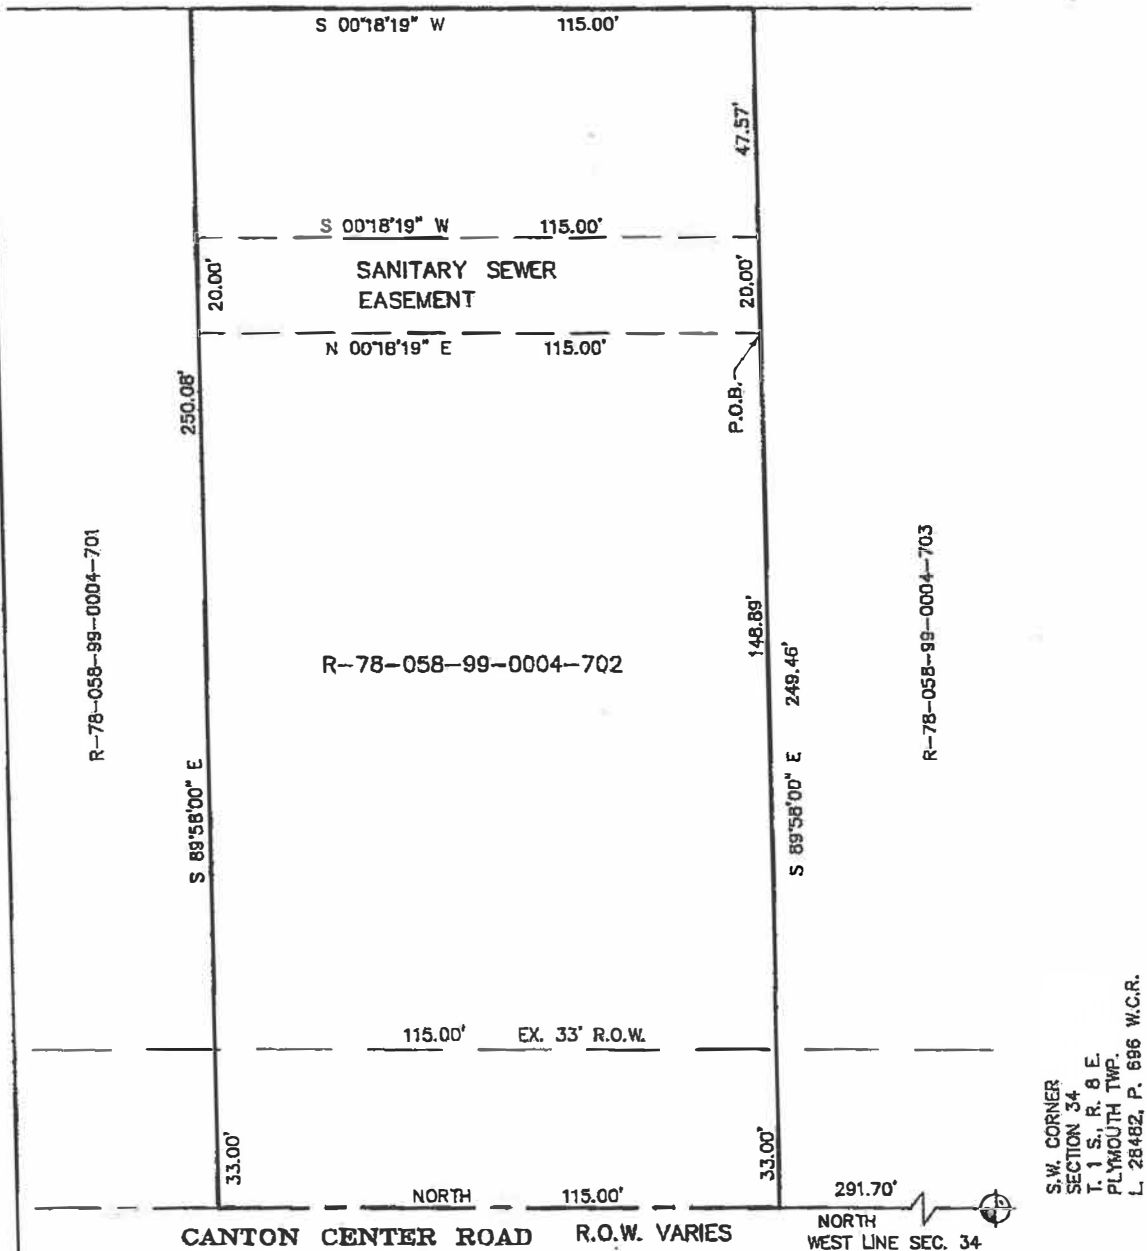 S 00°18'19" W 115.00'
47.57'
S 00°18'19" W 115.00'
20.00'
SANITARY SEWER
EASEMENT
20.00'
N 00°18'19" E 115.00'
P.O.B.
250.08'
R-78-058-99-0004-701
R-78-058-99-0004-702
148.89'
249.46'
R-78-058-99-0004-703
S 89°58'00" E
S 89°58'00" E
115.00' EX. 33' R.O.W.
33.00'
33.00'
NORTH 115.00'
291.70'
CANTON CENTER ROAD R.O.W. VARIES
NORTH
WEST LINE SEC. 34
S.W. CORNER
SECTION 34
T. 1 S., R. 8 E.
PLYMOUTH TWP.
L. 28482, P. 696 W.C.R.